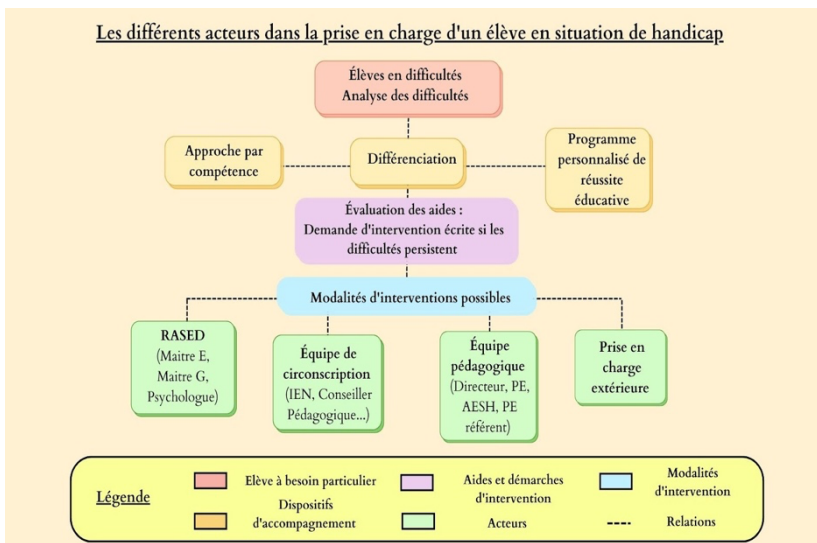 Les différents acteurs dans la prise en charge d'un élève en situation de handicap
Élèves en difficultés
Analyse des difficultés
Approche par
compétence
Différenciation
Programme
personnalisé de
réussite
éducative
Évaluation des aides :
Demande d'intervention écrite si les
difficultés persistent
Modalités d'interventions possibles
RASED
(Maitre E,
Maitre G,
Psychologue)
Équipe de
circonscription
(IEN, Conseiller
Pédagogique...)
Équipe
pédagogique
(Directeur, PE,
AESH, PE
référent)
Prise en
charge
extérieure
Légende
Elève à besoin particulier
Dispositifs
d'accompagnement
Aides et démarches
d'intervention
Acteurs
Modalités
d'intervention
Relations